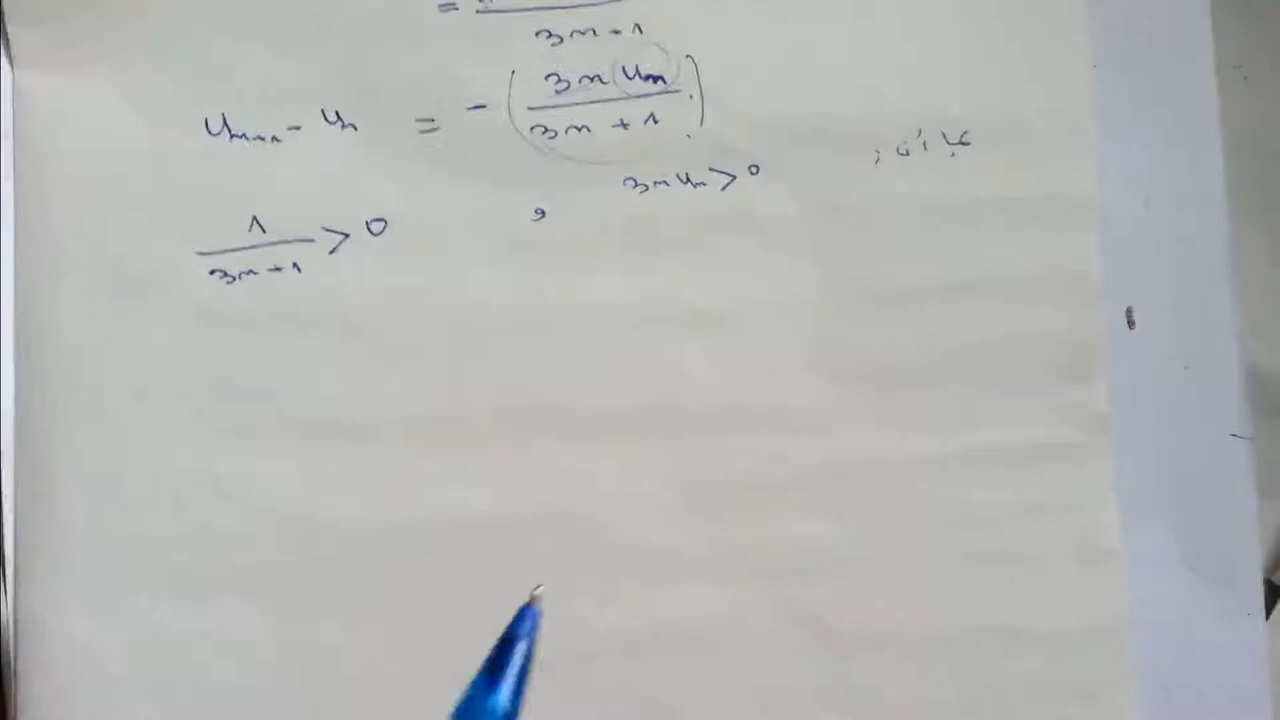 = ─── / 3n+1
u_{n+1} - u_n = - ( 3n u_n / 3n + 1 )
بما أن :
3n u_n > 0
,
1 / 3n+1 > 0